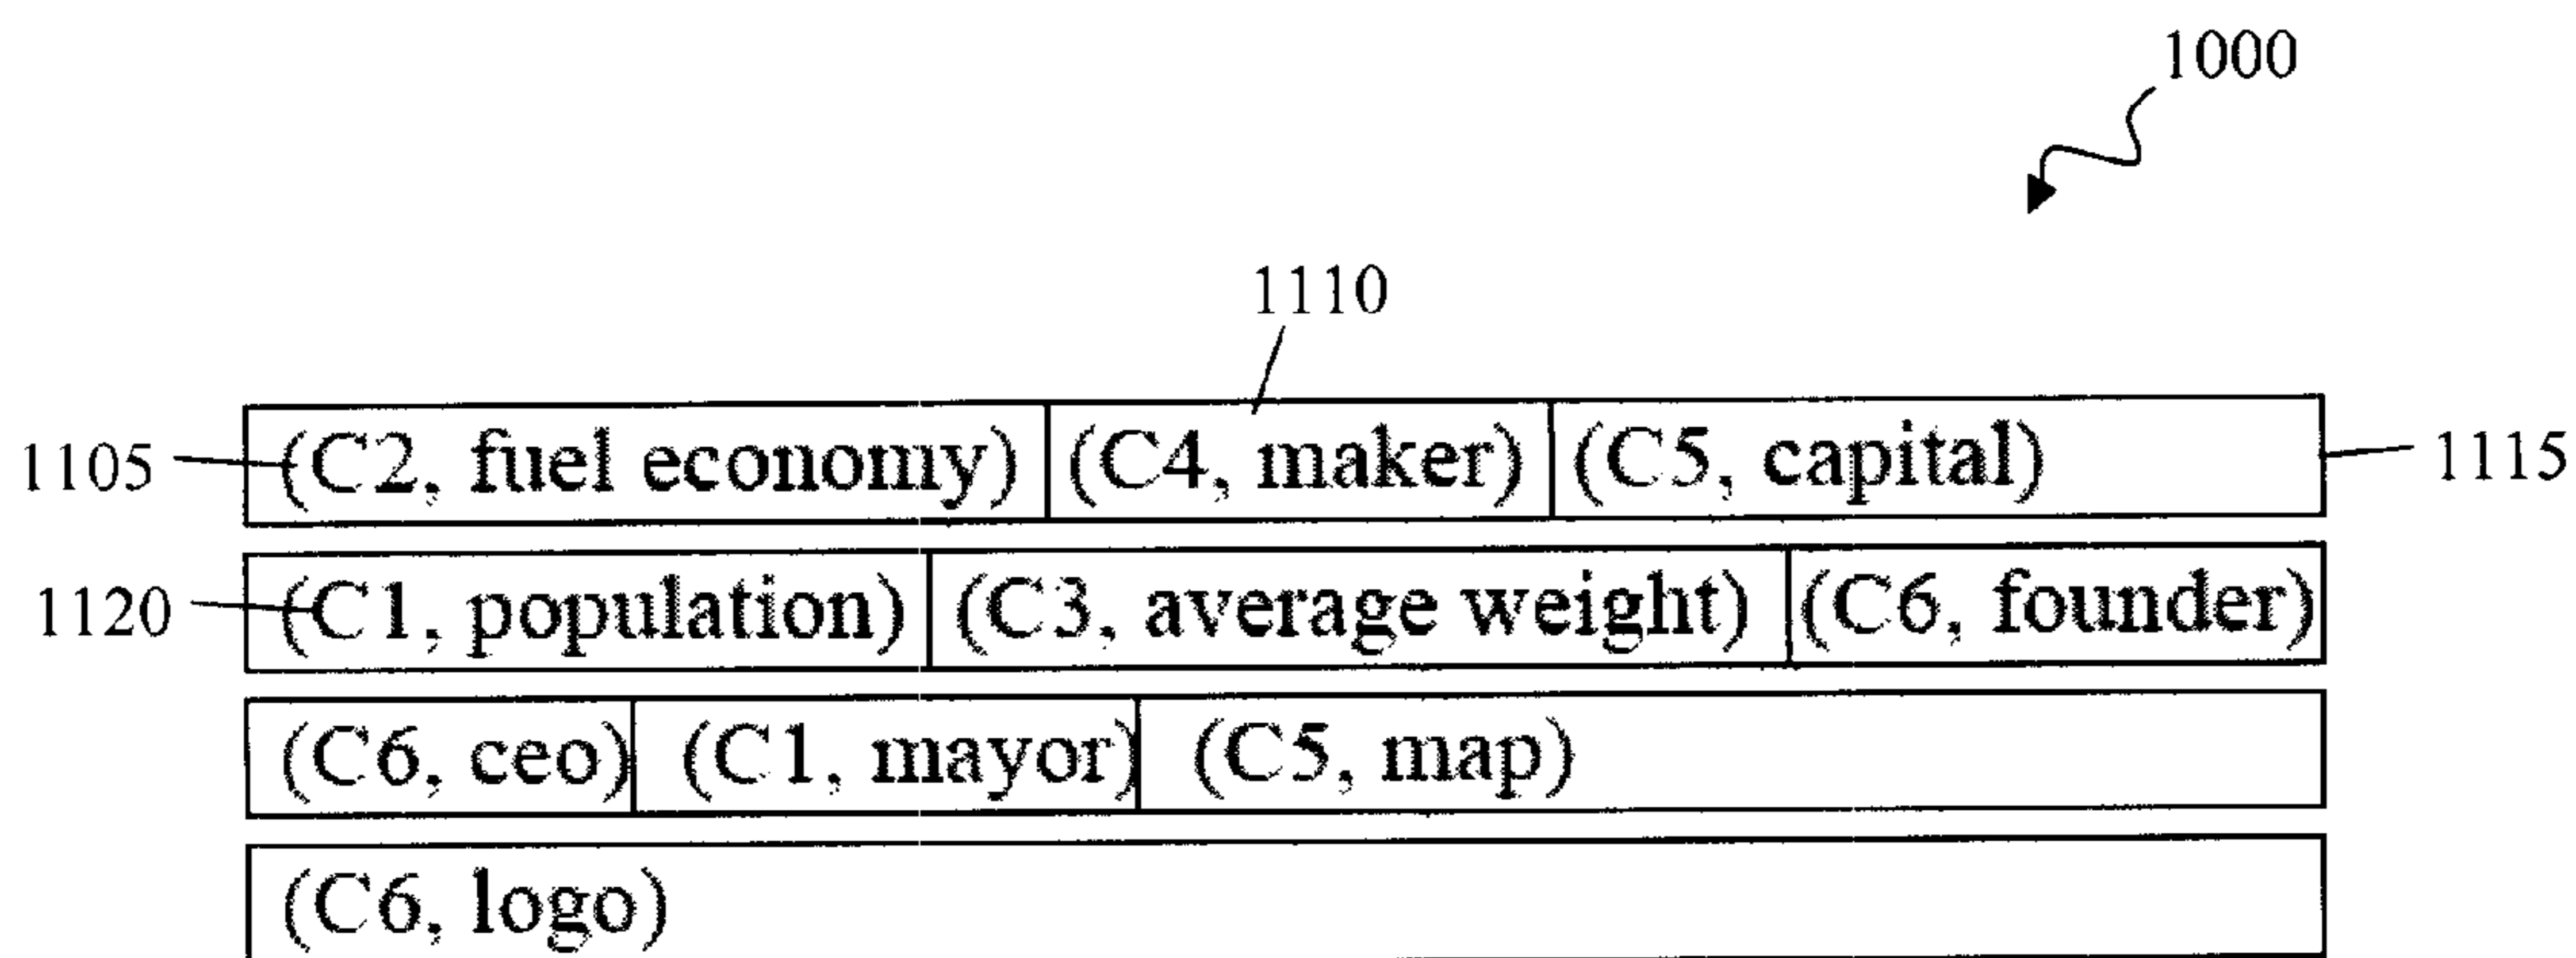 1000
1110
1105 (C2, fuel economy) (C4, maker) (C5, capital) 1115
1120 (C1, population) (C3, average weight) (C6, founder)
(C6, ceo) (C1, mayor) (C5, map)
(C6, logo)